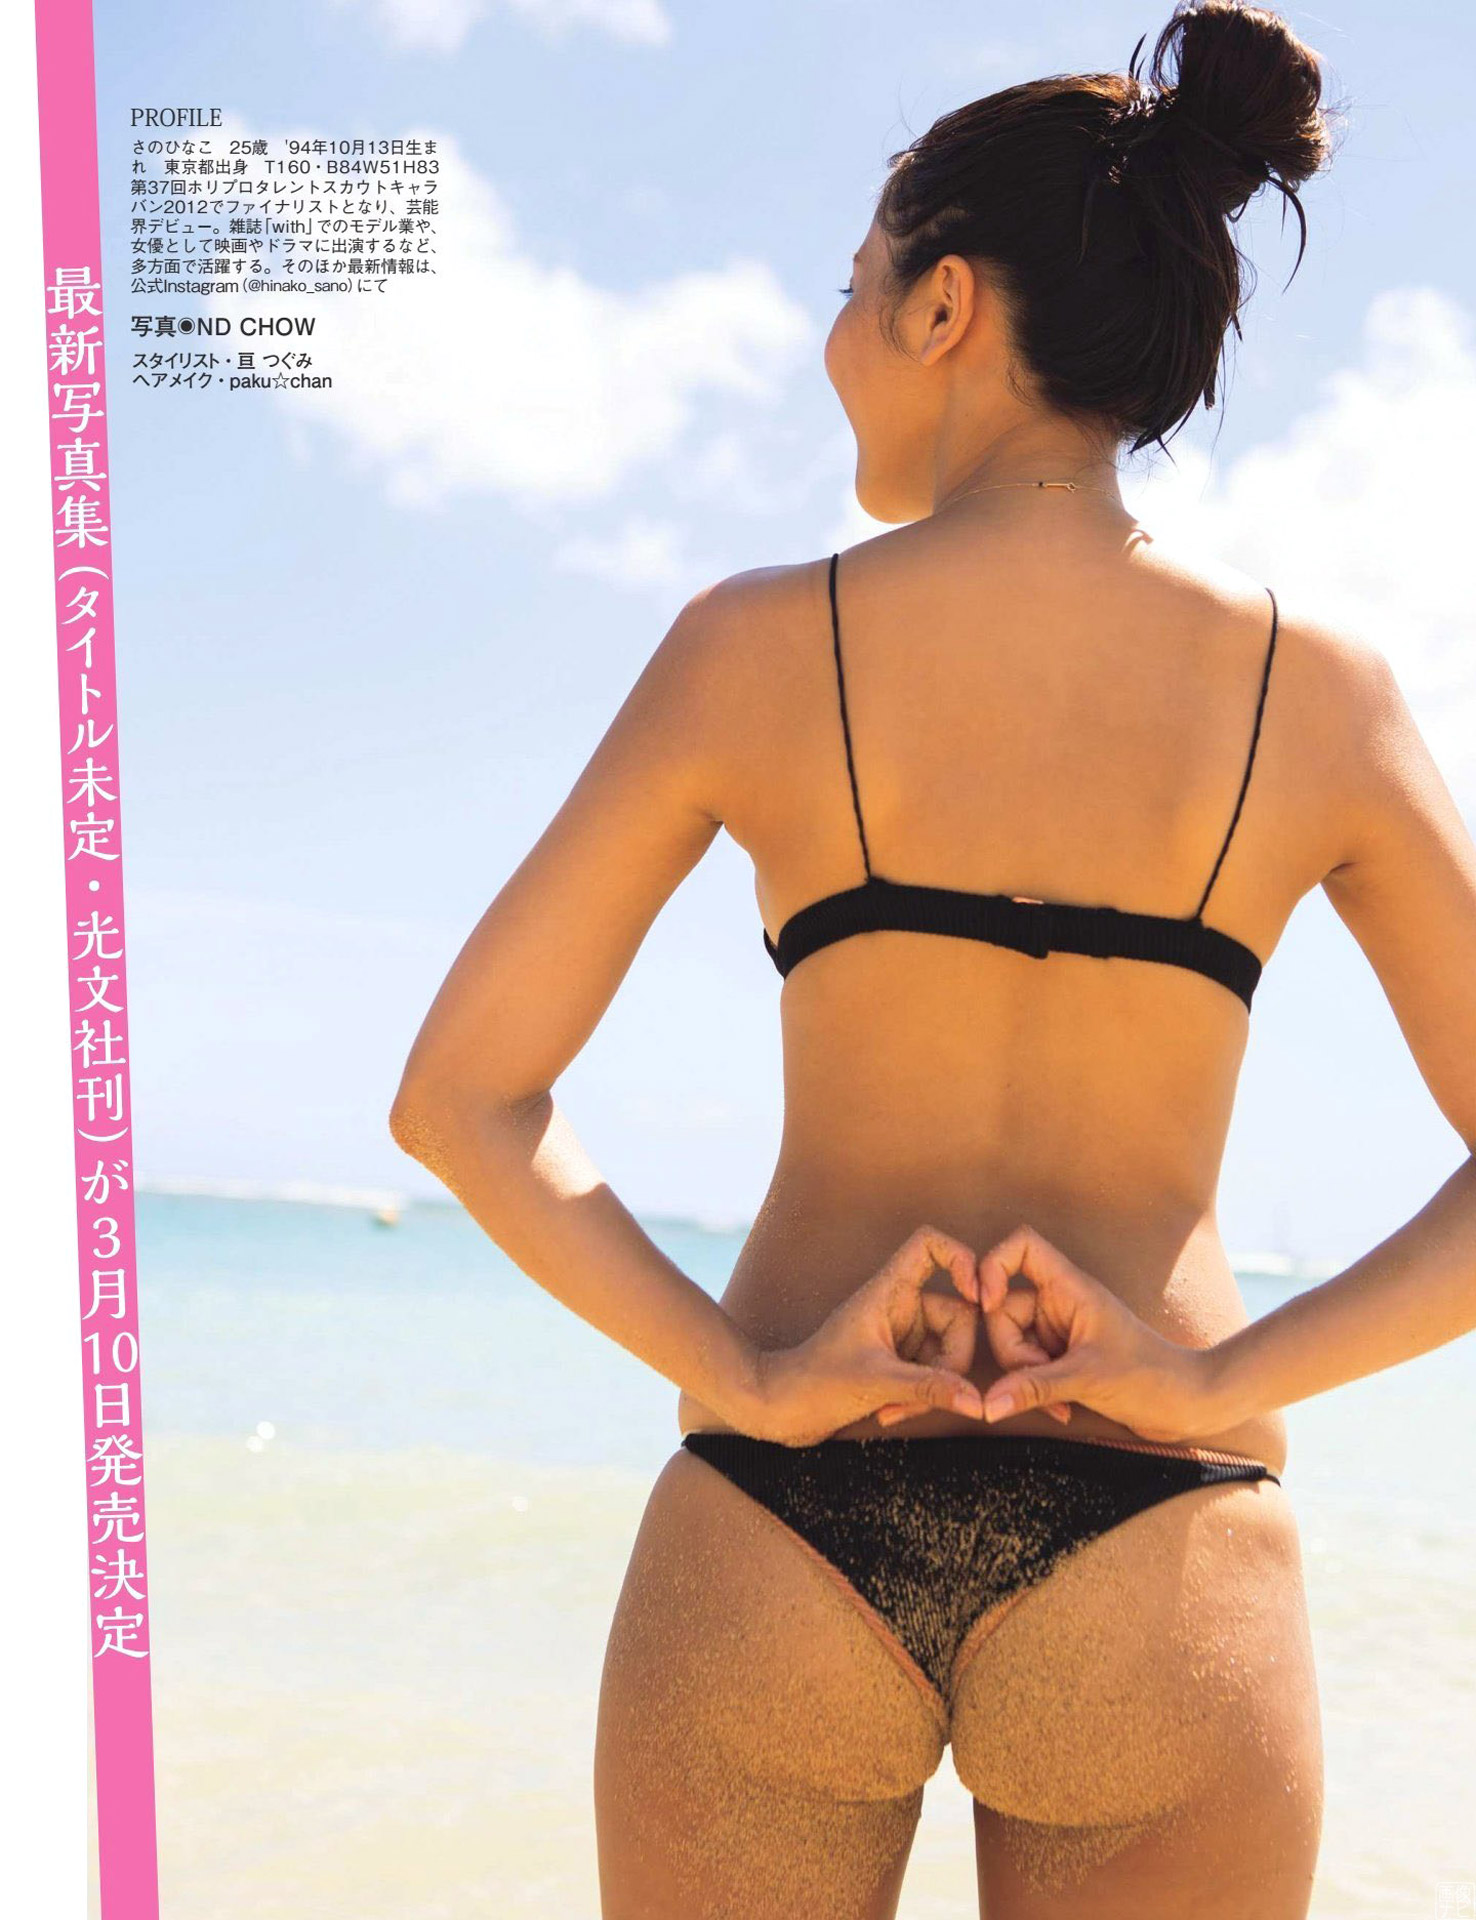 PROFILE
さのひなこ　25歳　'94年10月13日生ま
れ　東京都出身　T160・B84W51H83
第37回ホリプロタレントスカウトキャラ
バン2012でファイナリストとなり、芸能
界デビュー。雑誌「with」でのモデル業や、
女優として映画やドラマに出演するなど、
多方面で活躍する。そのほか最新情報は、
公式Instagram（@hinako_sano）にて
写真◉ND CHOW
スタイリスト・亘 つぐみ
ヘアメイク・paku☆chan
最新写真集（タイトル未定・光文社刊）が3月10日発売決定